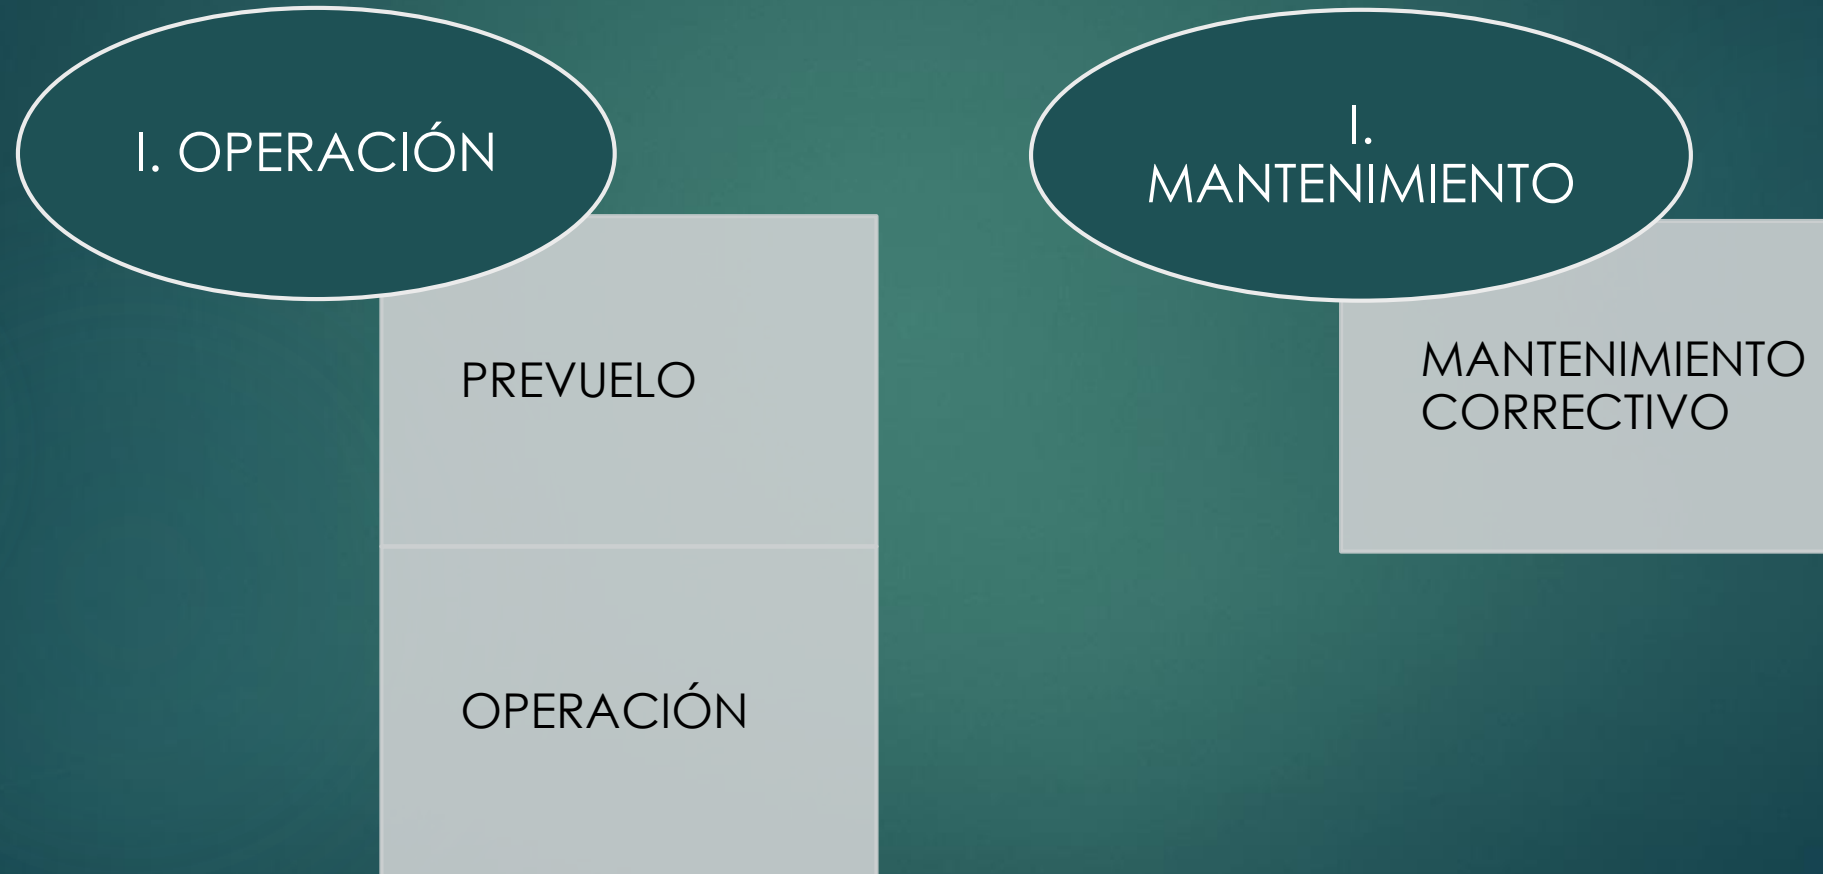 I. OPERACIÓN
PREVUELO
OPERACIÓN
I.
MANTENIMIENTO
MANTENIMIENTO
CORRECTIVO